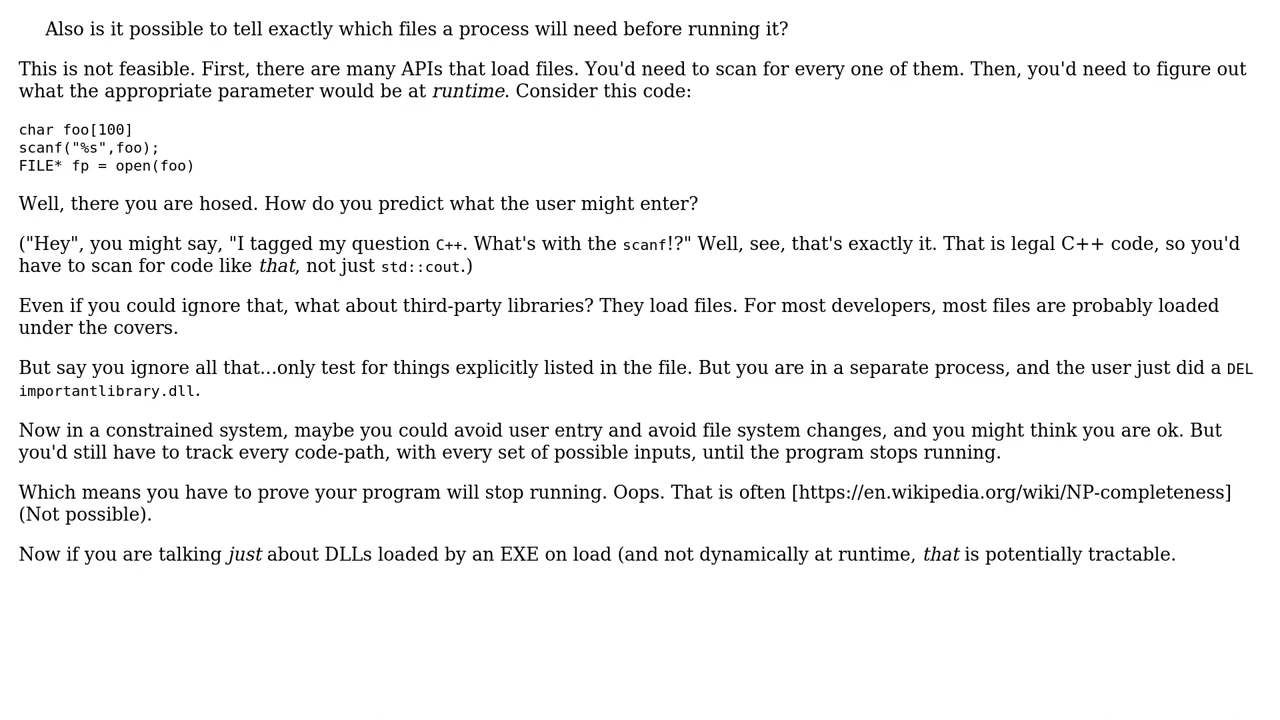 Also is it possible to tell exactly which files a process will need before running it?
This is not feasible. First, there are many APIs that load files. You'd need to scan for every one of them. Then, you'd need to figure out
what the appropriate parameter would be at runtime. Consider this code:
char foo[100]
scanf("%s",foo);
FILE* fp = open(foo)
Well, there you are hosed. How do you predict what the user might enter?
("Hey", you might say, "I tagged my question C++. What's with the scanf!?" Well, see, that's exactly it. That is legal C++ code, so you'd
have to scan for code like that, not just std::cout.)
Even if you could ignore that, what about third-party libraries? They load files. For most developers, most files are probably loaded
under the covers.
But say you ignore all that...only test for things explicitly listed in the file. But you are in a separate process, and the user just did a DEL
importantlibrary.dll.
Now in a constrained system, maybe you could avoid user entry and avoid file system changes, and you might think you are ok. But
you'd still have to track every code-path, with every set of possible inputs, until the program stops running.
Which means you have to prove your program will stop running. Oops. That is often [https://en.wikipedia.org/wiki/NP-completeness]
(Not possible).
Now if you are talking just about DLLs loaded by an EXE on load (and not dynamically at runtime, that is potentially tractable.